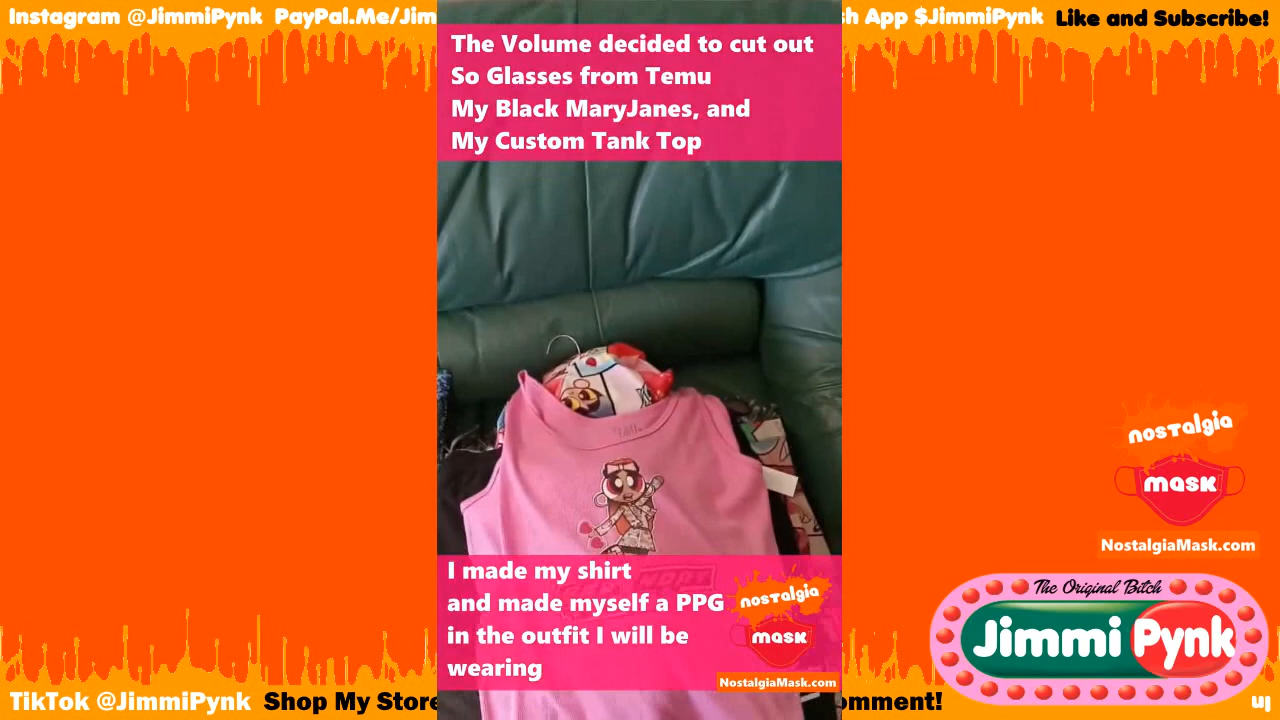 Instagram @JimmiPynk PayPal.Me/Jim
sh App $JimmiPynk
Like and Subscribe!
The Volume decided to cut out
So Glasses from Temu
My Black MaryJanes, and
My Custom Tank Top
I made my shirt
and made myself a PPG
in the outfit I will be
wearing
nostalgia
mask
NostalgiaMask.com
nostalgia
mask
NostalgiaMask.com
The Original Bitch
Jimmi Pynk
TikTok @JimmiPynk Shop My Store
omment!